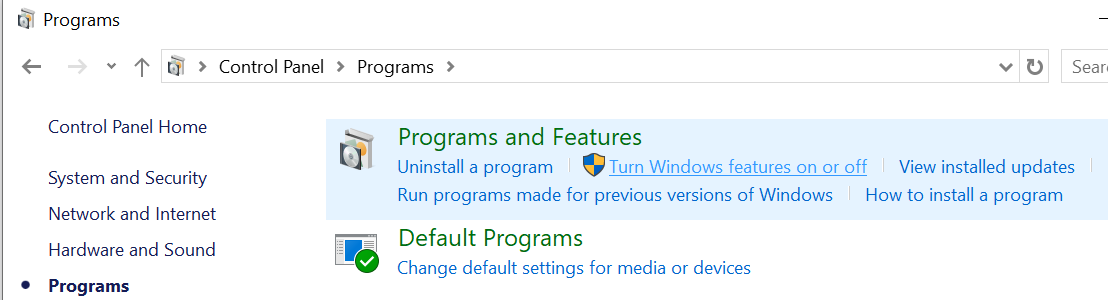 Programs
Control Panel Programs
Sear
Control Panel Home
System and Security
Network and Internet
Hardware and Sound
Programs
Programs and Features
Uninstall a program Turn Windows features on or off View installed updates
Run programs made for previous versions of Windows How to install a program
Default Programs
Change default settings for media or devices